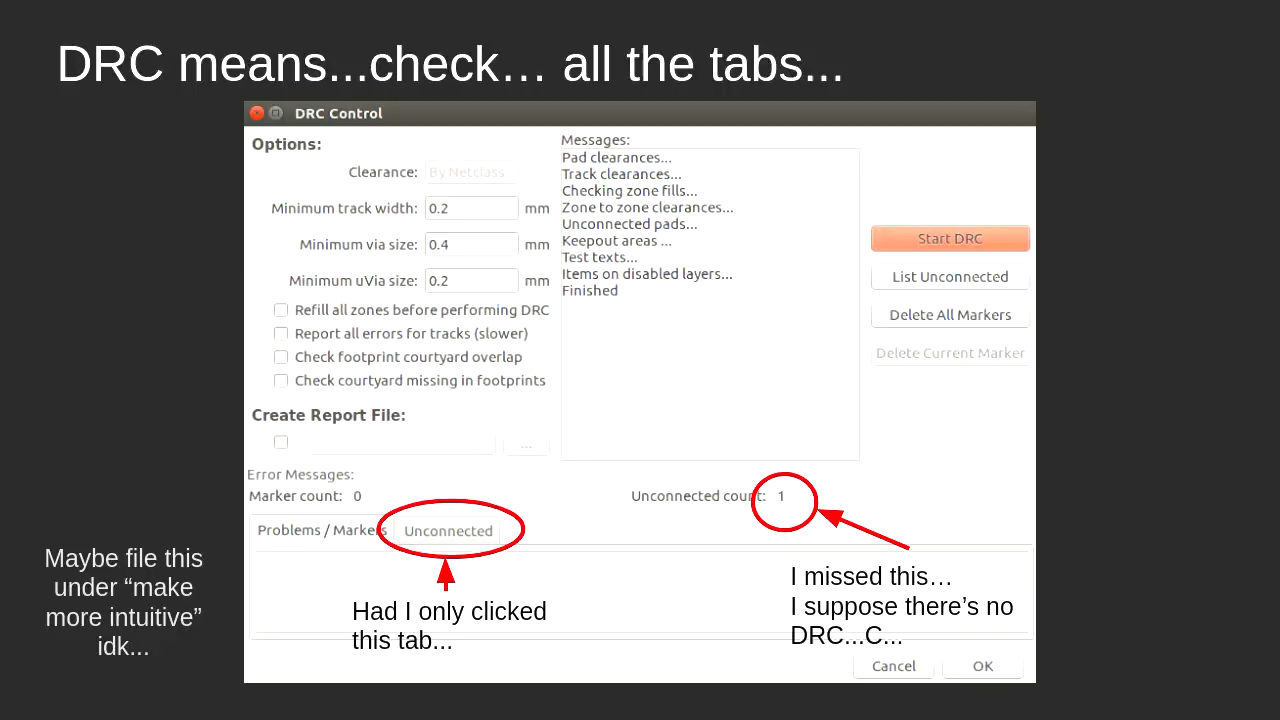 DRC means...check… all the tabs...
DRC Control
Options:
Clearance: By Netclass
Minimum track width: 0.2 mm
Minimum via size: 0.4 mm
Minimum uVia size: 0.2 mm
Refill all zones before performing DRC
Report all errors for tracks (slower)
Check footprint courtyard overlap
Check courtyard missing in footprints
Create Report File:
...
Messages:
Pad clearances...
Track clearances...
Checking zone fills...
Zone to zone clearances...
Unconnected pads...
Keepout areas ...
Test texts...
Items on disabled layers...
Finished
Start DRC
List Unconnected
Delete All Markers
Delete Current Marker
Error Messages:
Marker count: 0
Unconnected count: 1
Problems / Markers
Unconnected
Maybe file this
under “make
more intuitive”
idk...
Had I only clicked
this tab...
I missed this…
I suppose there’s no
DRC...C...
Cancel
OK